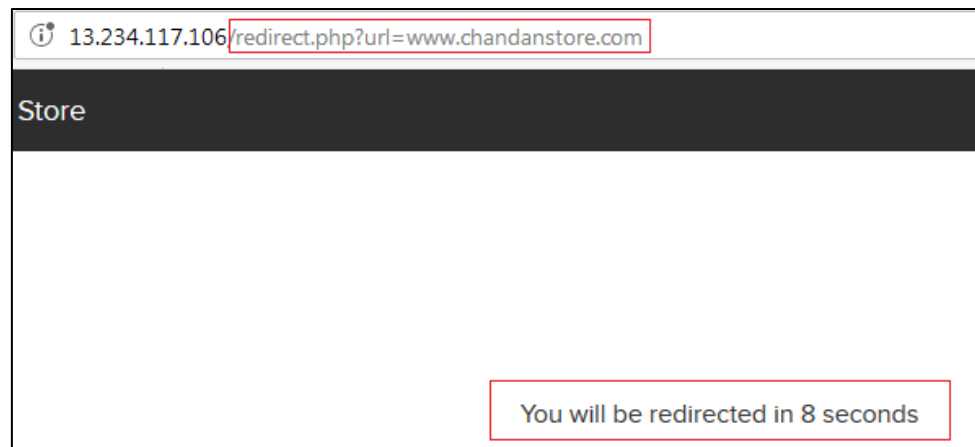 13.234.117.106/redirect.php?url=www.chandanstore.com
Store
You will be redirected in 8 seconds